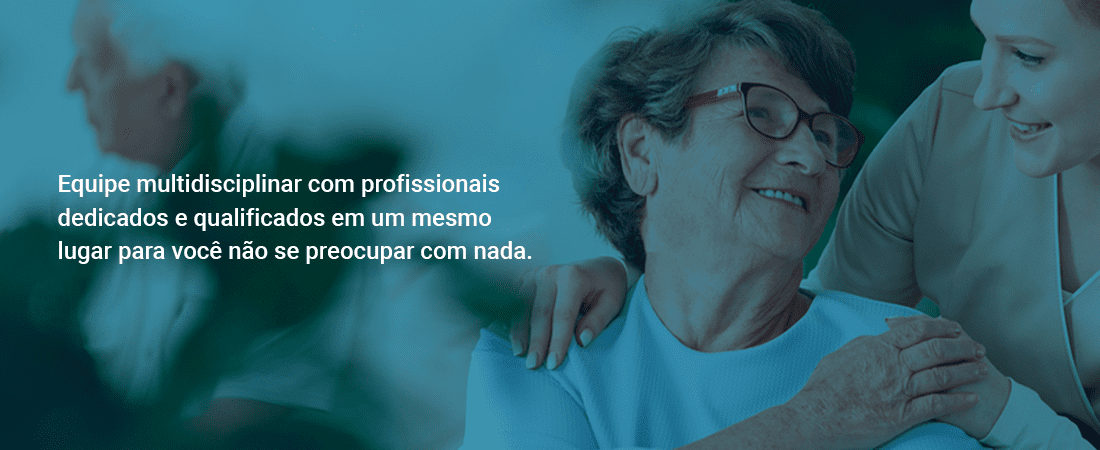 Equipe multidisciplinar com profissionais
dedicados e qualificados em um mesmo
lugar para você não se preocupar com nada.